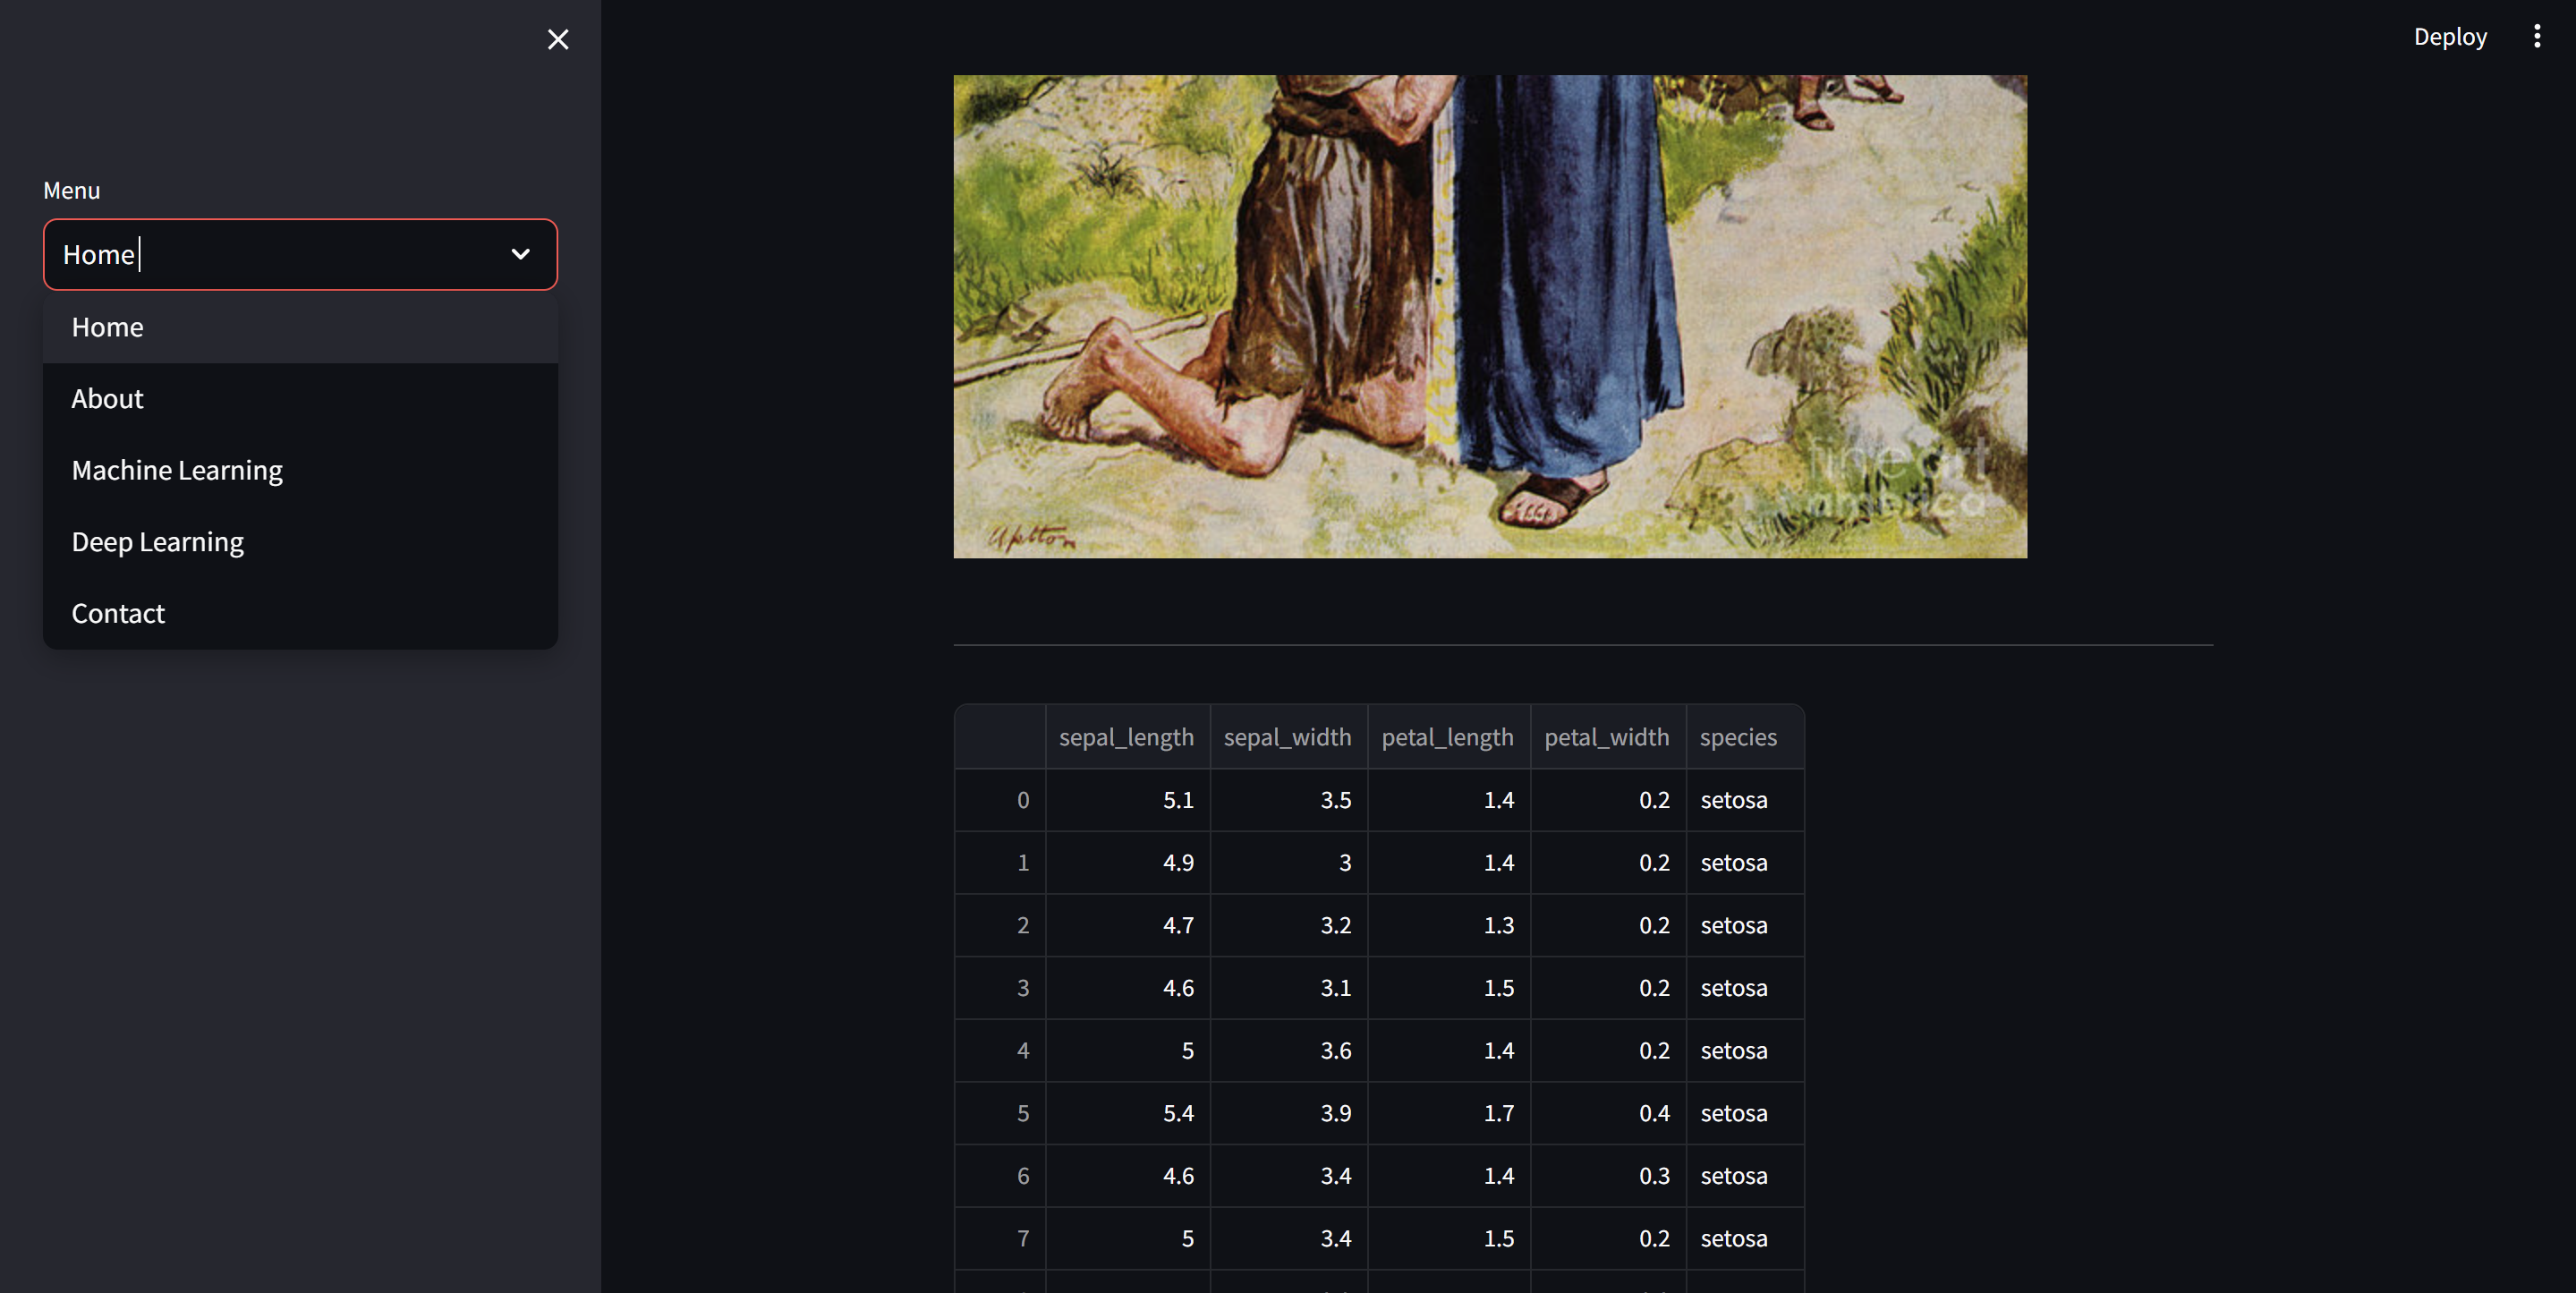 Deploy
Menu
Home
Home
About
Machine Learning
Deep Learning
Contact
fine art
america
sepal_length sepal_width petal_length petal_width species
0 5.1 3.5 1.4 0.2 setosa
1 4.9 3 1.4 0.2 setosa
2 4.7 3.2 1.3 0.2 setosa
3 4.6 3.1 1.5 0.2 setosa
4 5 3.6 1.4 0.2 setosa
5 5.4 3.9 1.7 0.4 setosa
6 4.6 3.4 1.4 0.3 setosa
7 5 3.4 1.5 0.2 setosa